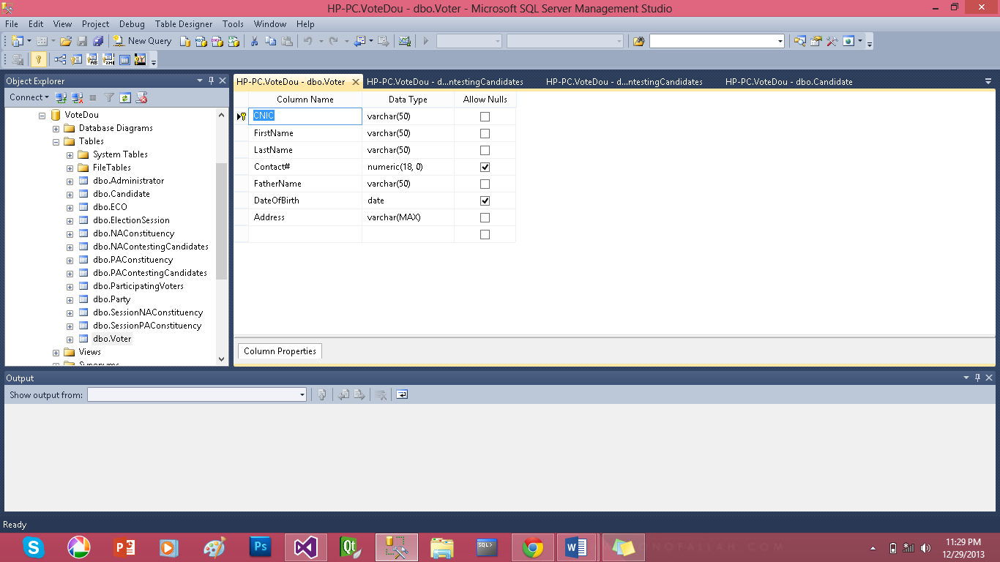 HP-PC.VoteDou - dbo.Voter - Microsoft SQL Server Management Studio
File Edit View Project Debug Table Designer Tools Window Help
New Query
Object Explorer
Connect
VoteDou
Database Diagrams
Tables
System Tables
FileTables
dbo.Administrator
dbo.Candidate
dbo.ECO
dbo.ElectionSession
dbo.NAConstituency
dbo.NAContestingCandidates
dbo.PAConstituency
dbo.PAContestingCandidates
dbo.ParticipatingVoters
dbo.Party
dbo.SessionNAConstituency
dbo.SessionPAConstituency
dbo.Voter
Views
Synonyms
HP-PC.VoteDou - dbo.Voter HP-PC.VoteDou - d...ntestingCandidates HP-PC.VoteDou - d...ntestingCandidates HP-PC.VoteDou - dbo.Candidate
Column Name Data Type Allow Nulls
CNIC varchar(50)
FirstName varchar(50)
LastName varchar(50)
Contact# numeric(18, 0)
FatherName varchar(50)
DateOfBirth date
Address varchar(MAX)
Column Properties
Output
Show output from:
Ready
11:29 PM
12/29/2013